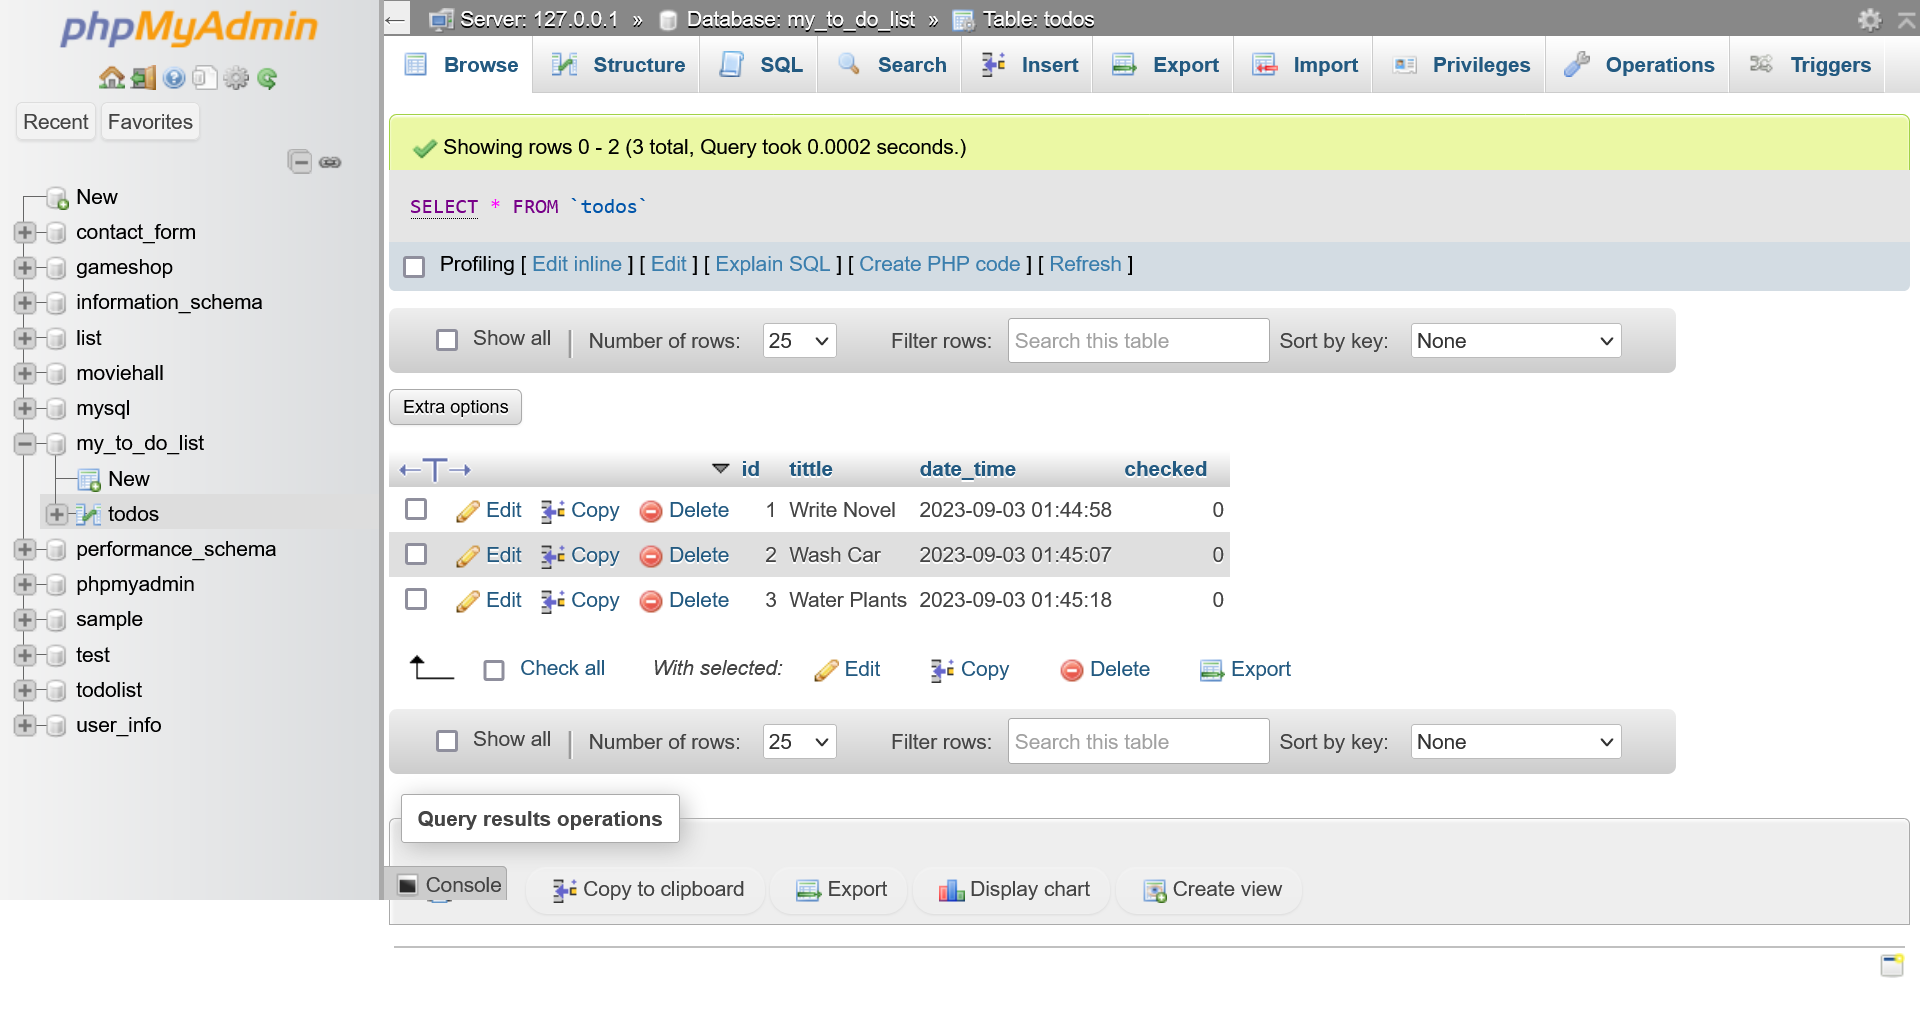 phpMyAdmin
Recent
Favorites
New
contact_form
gameshop
information_schema
list
moviehall
mysql
my_to_do_list
New
todos
performance_schema
phpmyadmin
sample
test
todolist
user_info
Server: 127.0.0.1 » Database: my_to_do_list » Table: todos
Browse Structure SQL Search Insert Export Import Privileges Operations Triggers
Showing rows 0 - 2 (3 total, Query took 0.0002 seconds.)
SELECT * FROM `todos`
Profiling [ Edit inline ] [ Edit ] [ Explain SQL ] [ Create PHP code ] [ Refresh ]
Show all | Number of rows: 25 Filter rows: Search this table Sort by key: None
Extra options
←T→ id tittle date_time checked
Edit Copy Delete 1 Write Novel 2023-09-03 01:44:58 0
Edit Copy Delete 2 Wash Car 2023-09-03 01:45:07 0
Edit Copy Delete 3 Water Plants 2023-09-03 01:45:18 0
Check all With selected: Edit Copy Delete Export
Show all | Number of rows: 25 Filter rows: Search this table Sort by key: None
Query results operations
Console Copy to clipboard Export Display chart Create view